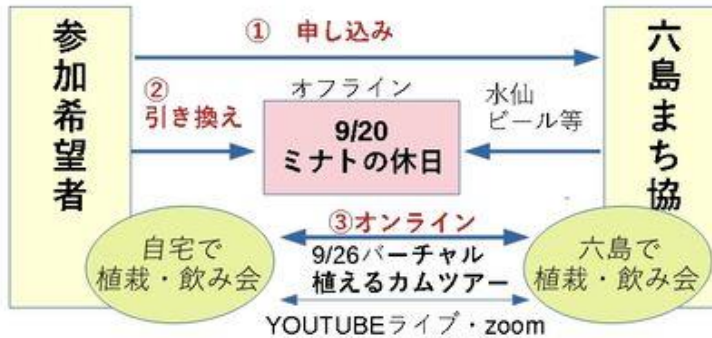 参加希望者
① 申し込み
六島まち協
②
引き換え
オフライン
9/20
ミナトの休日
水仙
ビール等
③オンライン
9/26バーチャル
植えるカムツアー
自宅で
植栽・飲み会
六島で
植栽・飲み会
YOUTUBEライブ・zoom